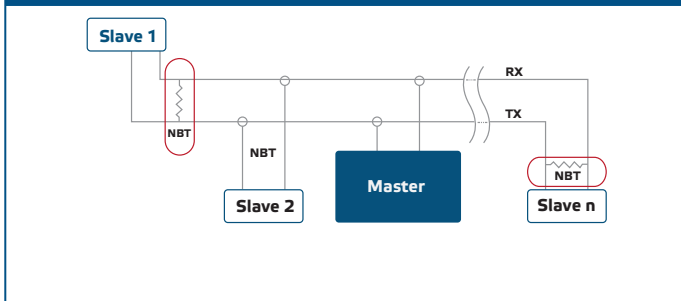 Slave 1
RX
TX
NBT
NBT
NBT
Master
Slave 2
Slave n